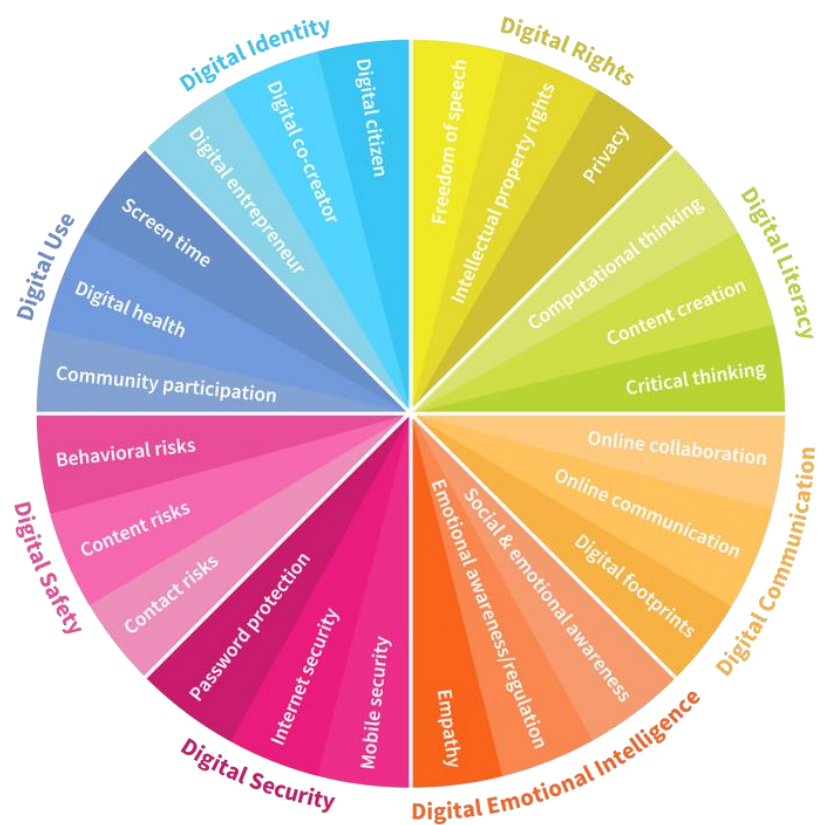 Digital Identity
Digital citizen
Digital co-creator
Digital entrepreneur
Digital Rights
Freedom of speech
Intellectual property rights
Privacy
Digital Literacy
Computational thinking
Content creation
Critical thinking
Digital Communication
Online collaboration
Online communication
Digital footprints
Digital Emotional Intelligence
Social & emotional awareness
Emotional awareness/regulation
Empathy
Digital Security
Mobile security
Internet security
Password protection
Digital Safety
Contact risks
Content risks
Behavioral risks
Digital Use
Community participation
Digital health
Screen time